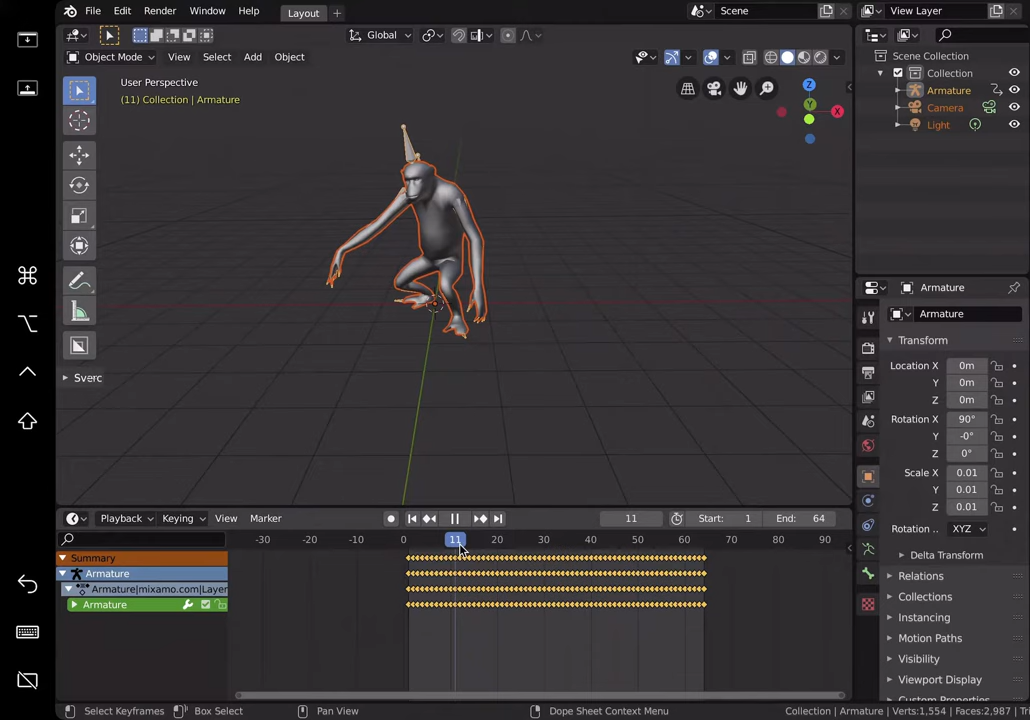 File Edit Render Window Help Layout + Scene View Layer
Global
Object Mode View Select Add Object
User Perspective
(11) Collection | Armature
Z
Y
X
Sverc
Scene Collection
Collection
Armature
Camera
Light
Armature
Armature
Transform
Location X 0m
Y 0m
Z 0m
Rotation X 90°
Y -0°
Z 0°
Scale X 0.01
Y 0.01
Z 0.01
Rotation .. XYZ
Delta Transform
Relations
Collections
Instancing
Motion Paths
Visibility
Viewport Display
Custom Properties
Playback Keying View Marker 11 Start: 1 End: 64
-30 -20 -10 0 11 20 30 40 50 60 70 80 90
Summary
Armature
Armature|mixamo.com|Layer
Armature
Select Keyframes Box Select Pan View Dope Sheet Context Menu Collection | Armature | Verts:1,554 | Faces:2,987 | Tr